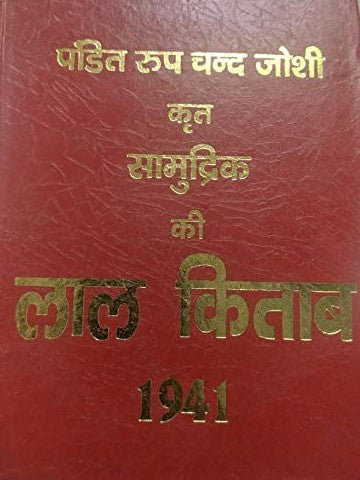 पंडित रुप चन्द जोशी
कृत
सामुद्रिक
की
लाल किताब
1941